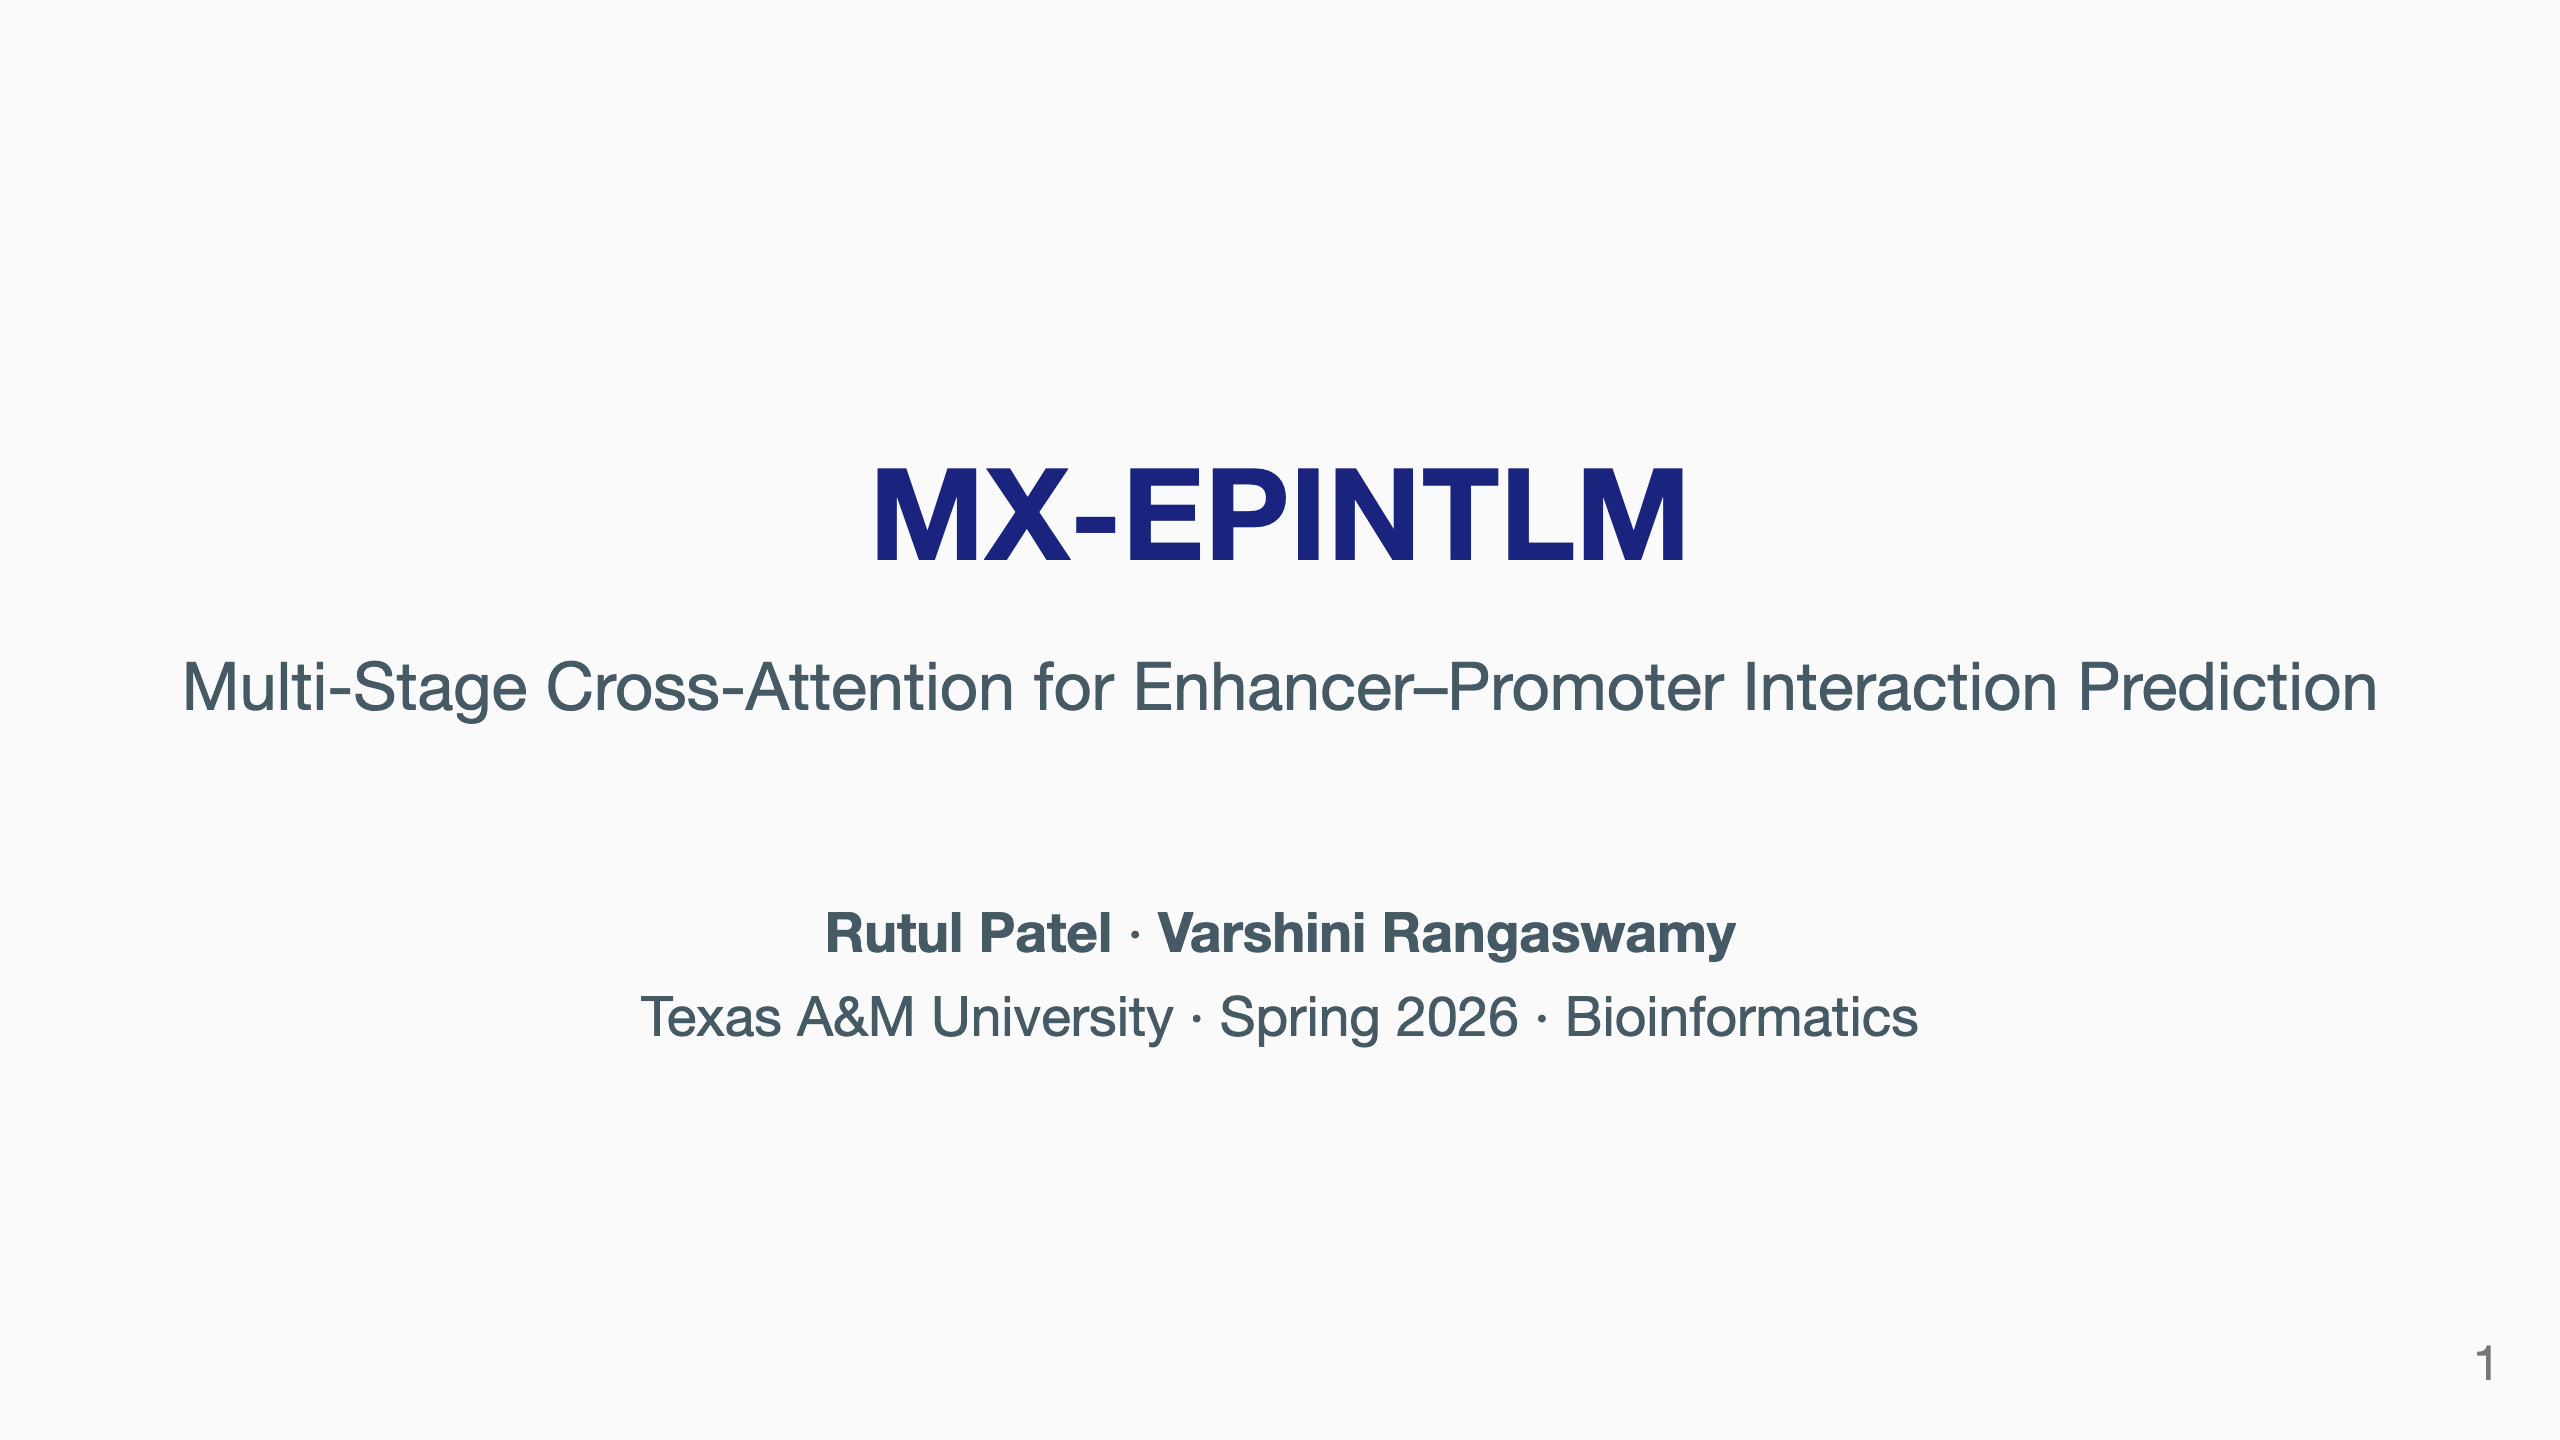 MX-EPINTLM
Multi-Stage Cross-Attention for Enhancer–Promoter Interaction Prediction
Rutul Patel · Varshini Rangaswamy
Texas A&M University · Spring 2026 · Bioinformatics
1